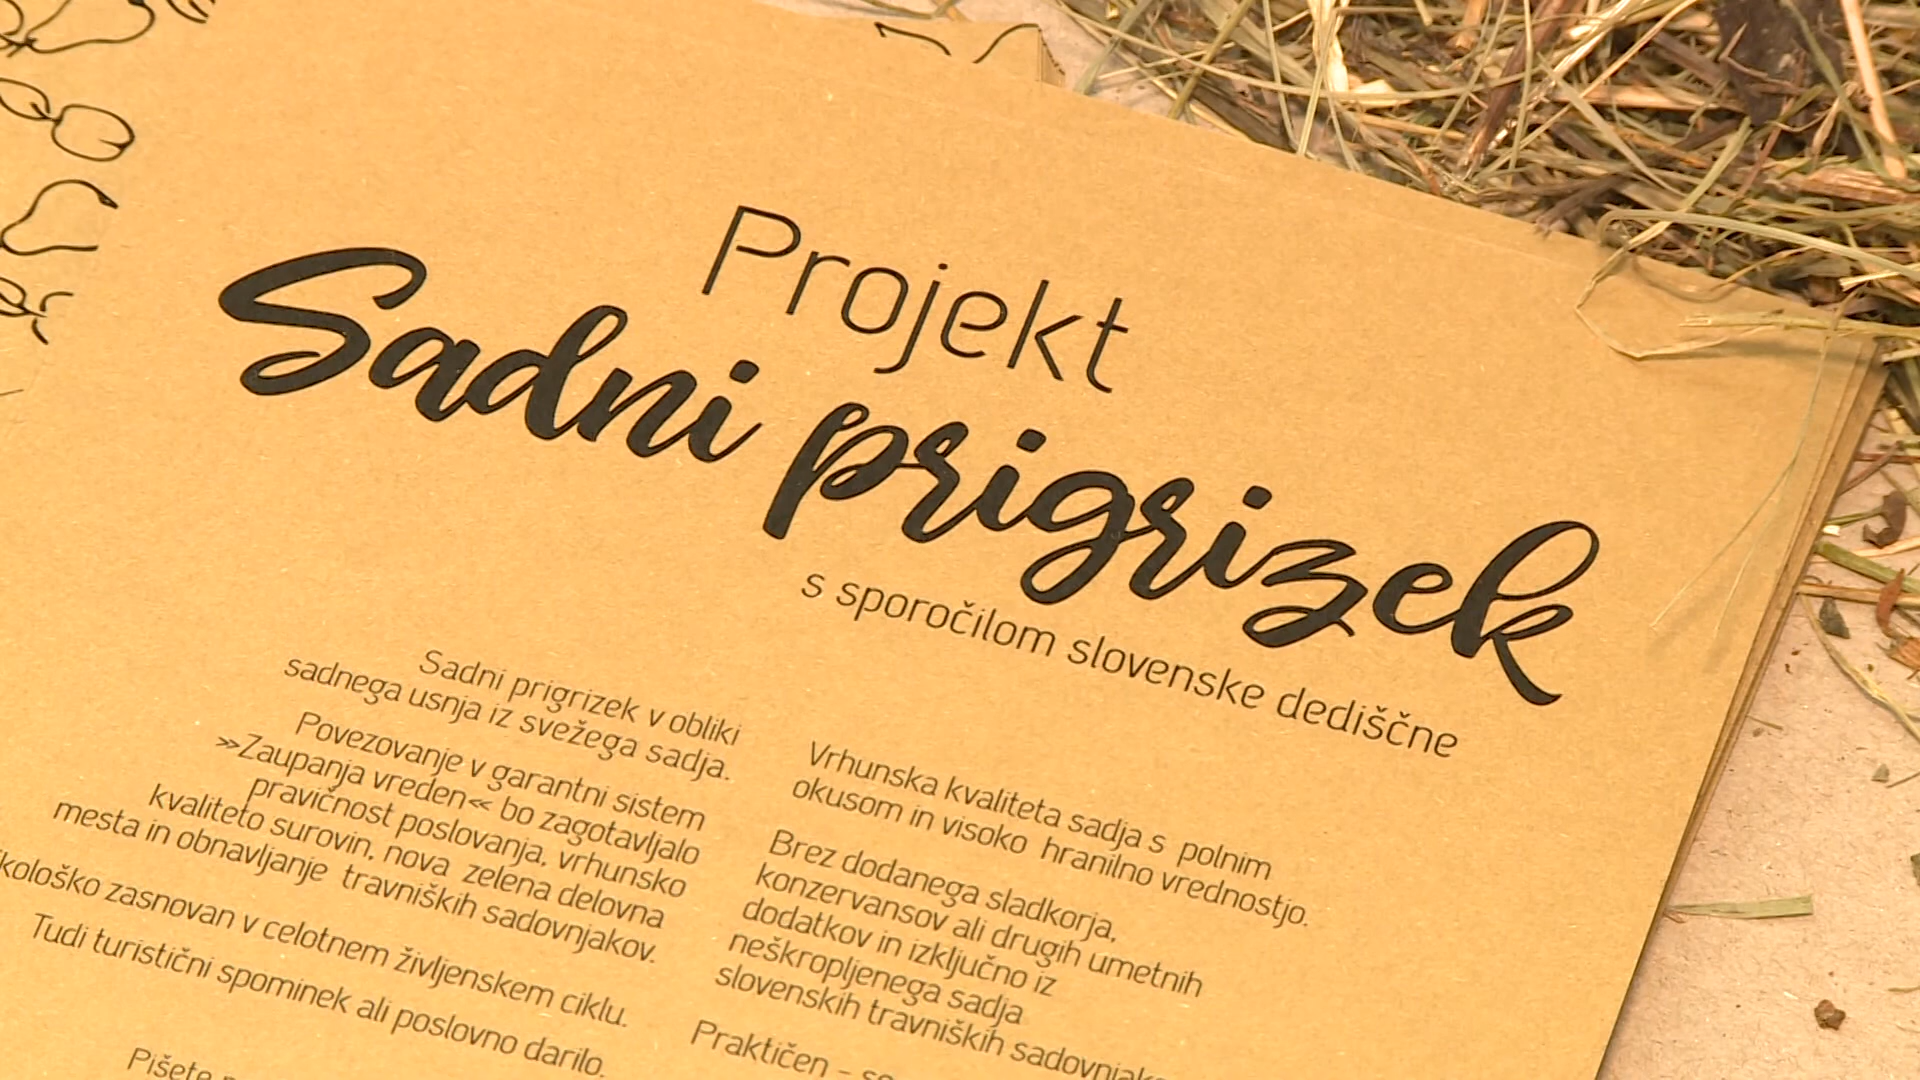 Projekt
Sadni prigrizek
s sporočilom slovenske dediščne
Sadni prigrizek v obliki
sadnega usnja iz svežega sadja.
Povezovanje v garantni sistem
»Zaupanja vreden« bo zagotavljalo
pravičnost poslovanja, vrhunsko
kvaliteto surovin, nova zelena delovna
mesta in obnavljanje travniških sadovnjakov.
zasnovan v celotnem življenskem ciklu.
Tudi turistični spominek ali poslovno darilo.
Pišete
Vrhunska kvaliteta sadja s polnim
okusom in visoko hranilno vrednostjo.
Brez dodanega sladkorja,
konzervansov ali drugih umetnih
dodatkov in izključno iz
neškropljenega sadja
slovenskih travniških
Praktičen -